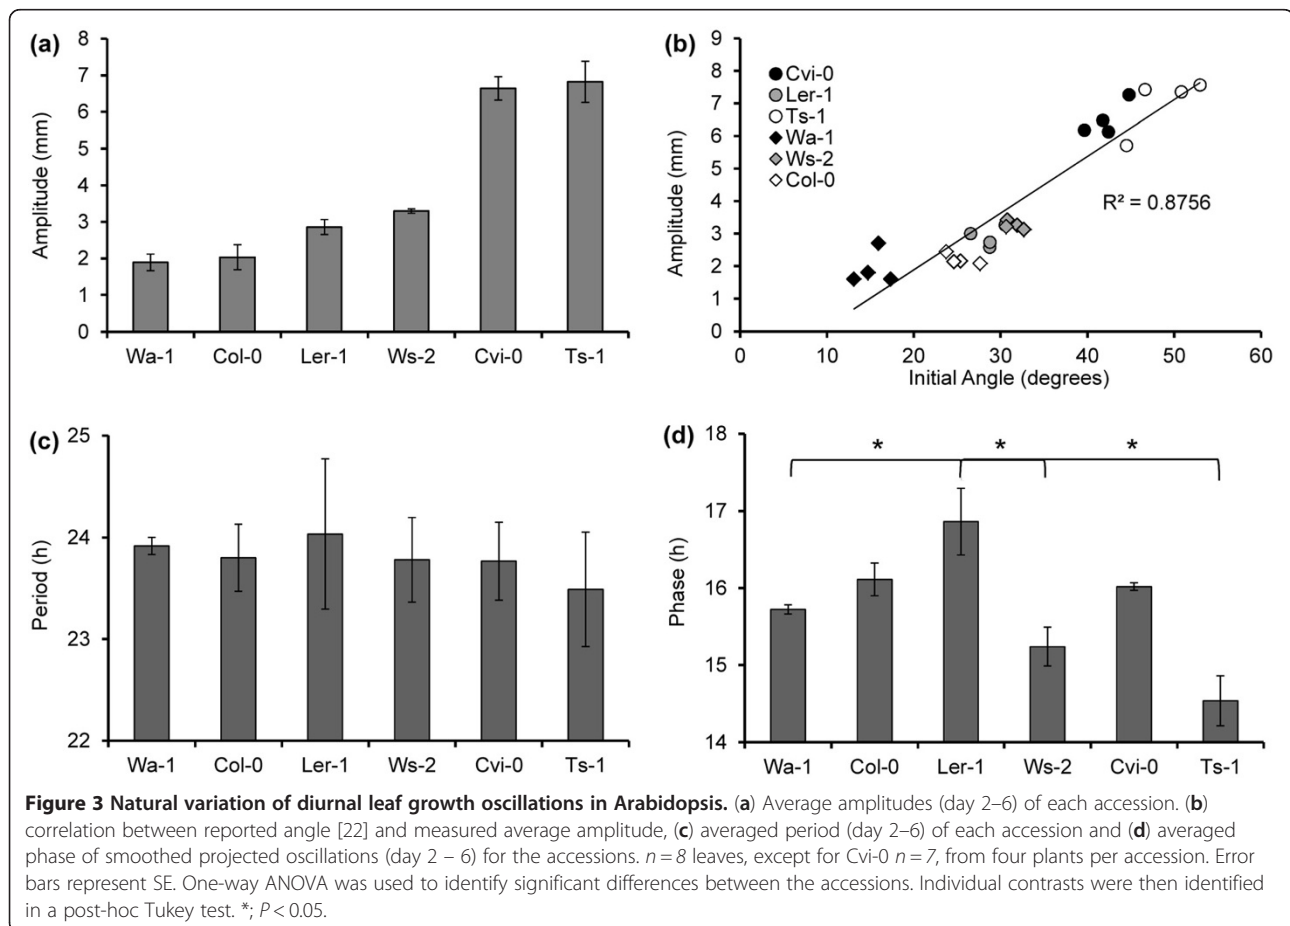 (a)
8
7
6
5
4
3
2
1
0
Amplitude (mm)
Wa-1 Col-0 Ler-1 Ws-2 Cvi-0 Ts-1
(b)
9
8
7
6
5
4
3
2
1
0
Amplitude (mm)
Cvi-0
Ler-1
Ts-1
Wa-1
Ws-2
Col-0
R² = 0.8756
0 10 20 30 40 50 60
Initial Angle (degrees)
(c)
25
24
23
22
Period (h)
Wa-1 Col-0 Ler-1 Ws-2 Cvi-0 Ts-1
(d)
18
17
16
15
14
Phase (h)
* * *
Wa-1 Col-0 Ler-1 Ws-2 Cvi-0 Ts-1
Figure 3 Natural variation of diurnal leaf growth oscillations in Arabidopsis. (a) Average amplitudes (day 2–6) of each accession. (b)
correlation between reported angle [22] and measured average amplitude, (c) averaged period (day 2–6) of each accession and (d) averaged
phase of smoothed projected oscillations (day 2 – 6) for the accessions. n = 8 leaves, except for Cvi-0 n = 7, from four plants per accession. Error
bars represent SE. One-way ANOVA was used to identify significant differences between the accessions. Individual contrasts were then identified
in a post-hoc Tukey test. *; P < 0.05.